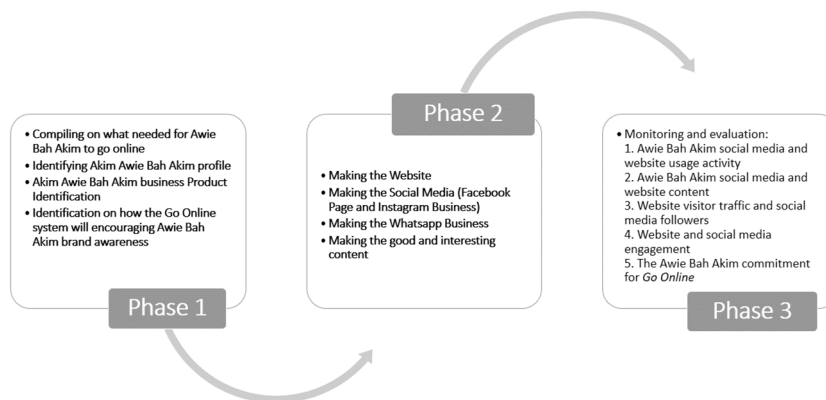 • Compiling on what needed for Awie
Bah Akim to go online
• Identifying Akim Awie Bah Akim profile
• Akim Awie Bah Akim business Product
Identification
• Identification on how the Go Online
system will encouraging Awie Bah
Akim brand awareness
Phase 1
Phase 2
• Making the Website
• Making the Social Media (Facebook
Page and Instagram Business)
• Making the Whatsapp Business
• Making the good and interesting
content
• Monitoring and evaluation:
1. Awie Bah Akim social media and
website usage activity
2. Awie Bah Akim social media and
website content
3. Website visitor traffic and social
media followers
4. Website and social media
engagement
5. The Awie Bah Akim commitment
for Go Online
Phase 3